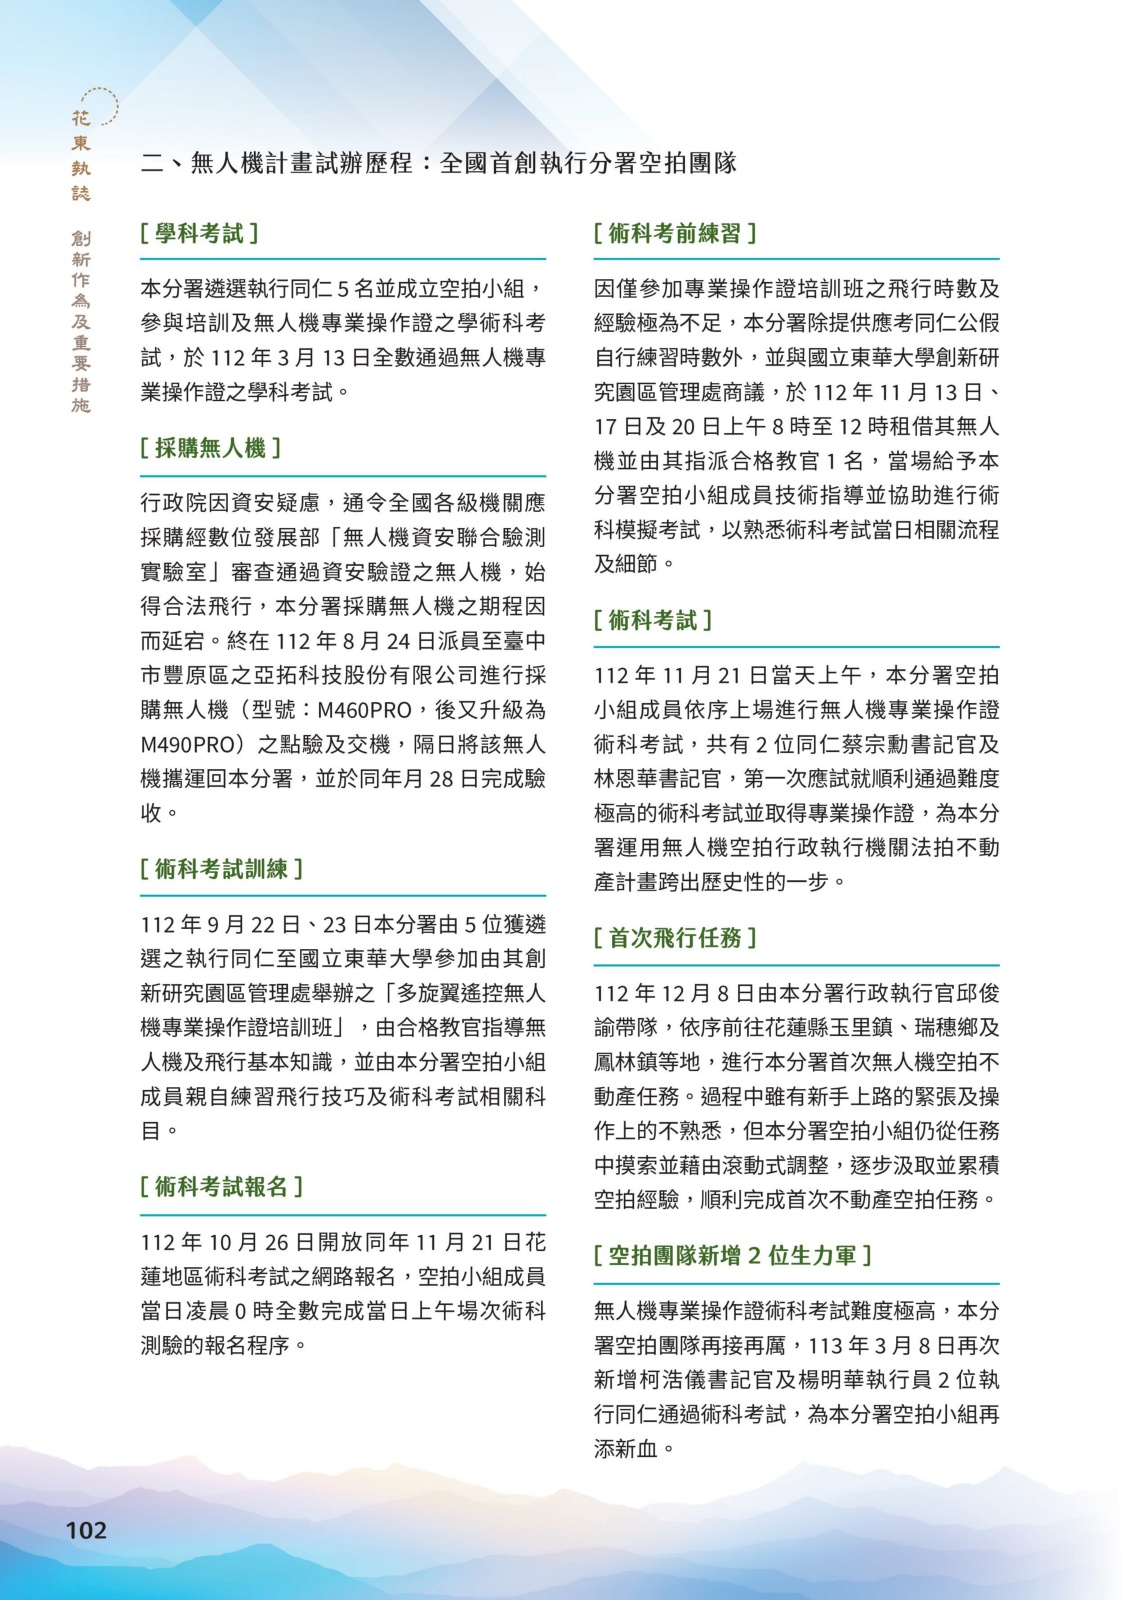 花東執誌
創新作為及重要措施
二、無人機計畫試辦歷程：全國首創執行分署空拍團隊
[ 學科考試 ]
本分署遴選執行同仁 5 名並成立空拍小組，
參與培訓及無人機專業操作證之學術科考
試，於 112 年 3 月 13 日全數通過無人機專
業操作證之學科考試。
[ 採購無人機 ]
行政院因資安疑慮，通令全國各級機關應
採購經數位發展部「無人機資安聯合驗測
實驗室」審查通過資安驗證之無人機，始
得合法飛行，本分署採購無人機之期程因
而延宕。終在 112 年 8 月 24 日派員至臺中
市豐原區之亞拓科技股份有限公司進行採
購無人機（型號：M460PRO，後又升級為
M490PRO）之點驗及交機，隔日將該無人
機攜運回本分署，並於同年月 28 日完成驗
收。
[ 術科考試訓練 ]
112 年 9 月 22 日、23 日本分署由 5 位獲遴
選之執行同仁至國立東華大學參加由其創
新研究園區管理處舉辦之「多旋翼遙控無人
機專業操作證培訓班」，由合格教官指導無
人機及飛行基本知識，並由本分署空拍小組
成員親自練習飛行技巧及術科考試相關科
目。
[ 術科考試報名 ]
112 年 10 月 26 日開放同年 11 月 21 日花
蓮地區術科考試之網路報名，空拍小組成員
當日凌晨 0 時全數完成當日上午場次術科
測驗的報名程序。
[ 術科考前練習 ]
因僅參加專業操作證培訓班之飛行時數及
經驗極為不足，本分署除提供應考同仁公假
自行練習時數外，並與國立東華大學創新研
究園區管理處商議，於 112 年 11 月 13 日、
17 日及 20 日上午 8 時至 12 時租借其無人
機並由其指派合格教官 1 名，當場給予本
分署空拍小組成員技術指導並協助進行術
科模擬考試，以熟悉術科考試當日相關流程
及細節。
[ 術科考試 ]
112 年 11 月 21 日當天上午，本分署空拍
小組成員依序上場進行無人機專業操作證
術科考試，共有 2 位同仁蔡宗勳書記官及
林恩華書記官，第一次應試就順利通過難度
極高的術科考試並取得專業操作證，為本分
署運用無人機空拍行政執行機關法拍不動
產計畫跨出歷史性的一步。
[ 首次飛行任務 ]
112 年 12 月 8 日由本分署行政執行官邱俊
諭帶隊，依序前往花蓮縣玉里鎮、瑞穗鄉及
鳳林鎮等地，進行本分署首次無人機空拍不
動產任務。過程中雖有新手上路的緊張及操
作上的不熟悉，但本分署空拍小組仍從任務
中摸索並藉由滾動式調整，逐步汲取並累積
空拍經驗，順利完成首次不動產空拍任務。
[ 空拍團隊新增 2 位生力軍 ]
無人機專業操作證術科考試難度極高，本分
署空拍團隊再接再厲，113 年 3 月 8 日再次
新增柯浩儀書記官及楊明華執行員 2 位執
行同仁通過術科考試，為本分署空拍小組再
添新血。
102